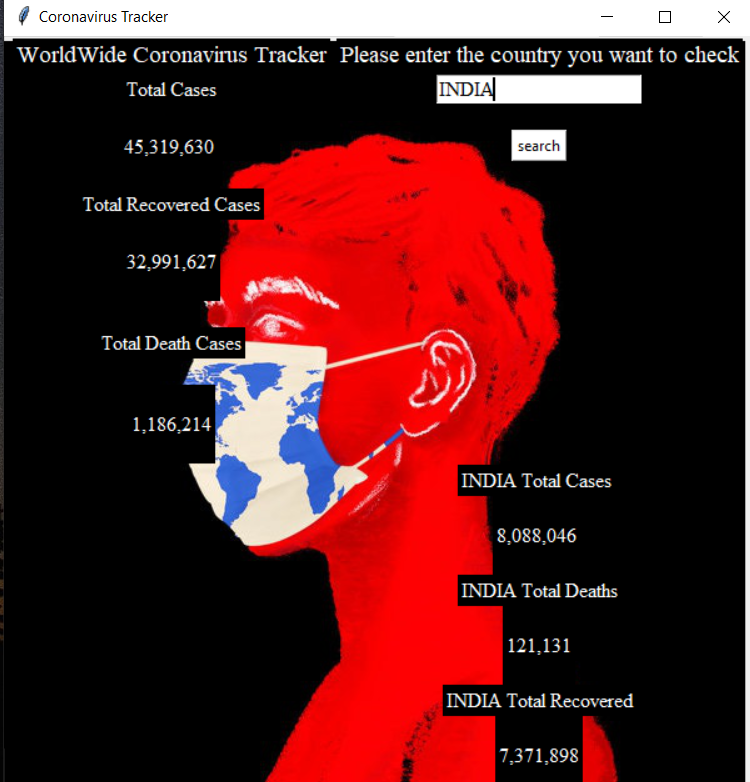 Coronavirus Tracker
WorldWide Coronavirus Tracker
Please enter the country you want to check
Total Cases
INDIA
45,319,630
search
Total Recovered Cases
32,991,627
Total Death Cases
1,186,214
INDIA Total Cases
8,088,046
INDIA Total Deaths
121,131
INDIA Total Recovered
7,371,898